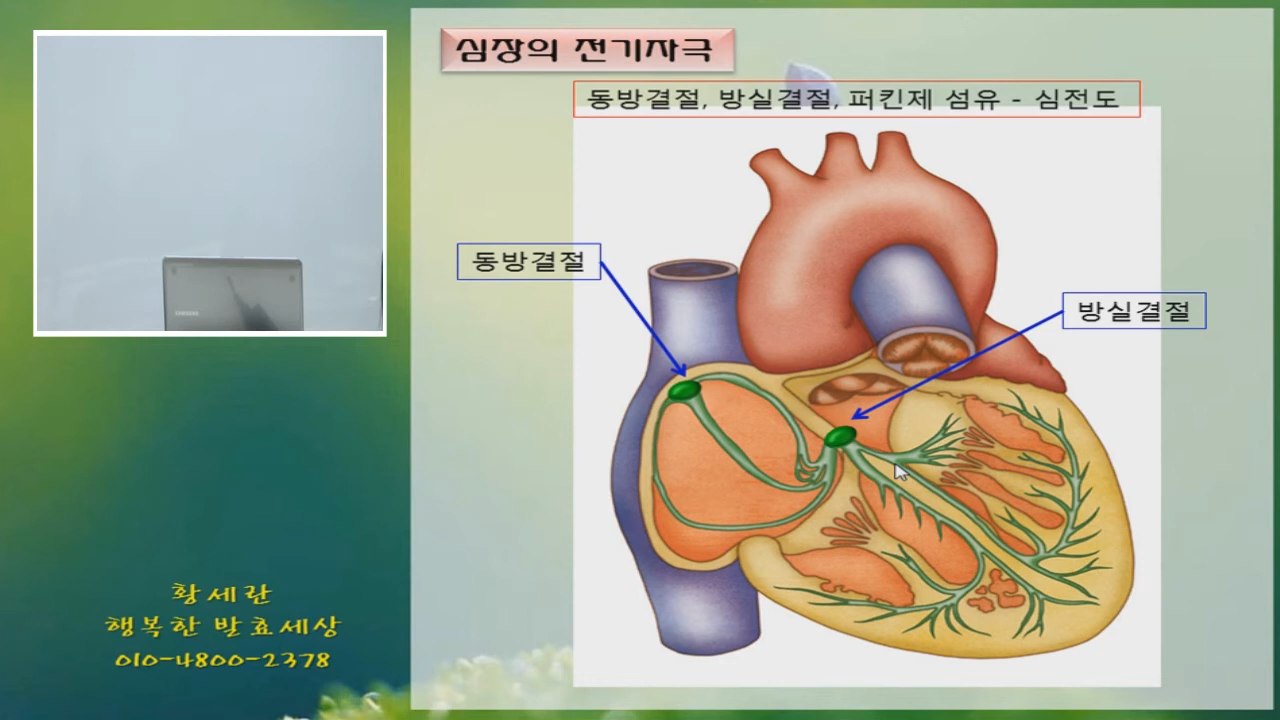 심장의 전기자극
동방결절, 방실결절, 퍼킨제 섬유 - 심전도
동방결절
방실결절
SAMSUNG
황세란
행복한 발효세상
010-4800-2378